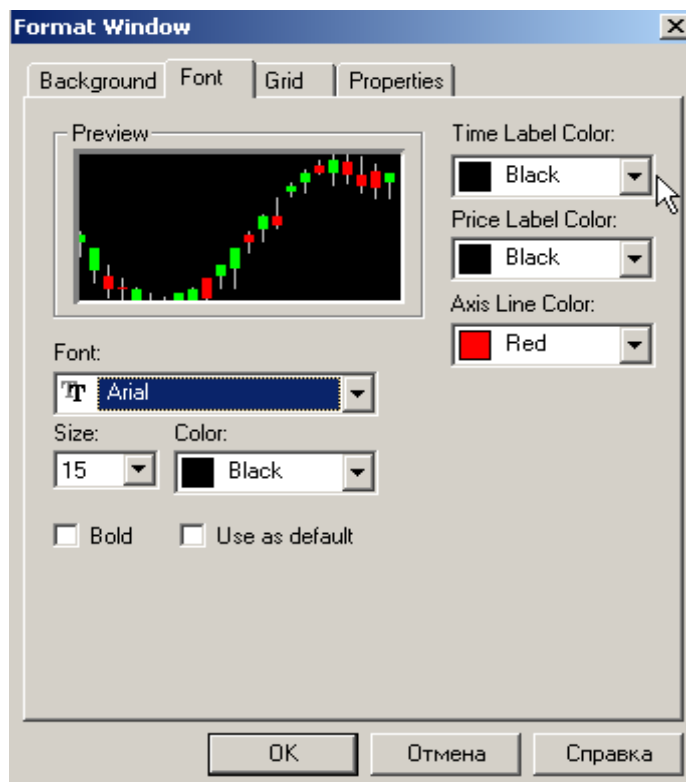 Format Window
Background Font Grid Properties
Preview
Time Label Color:
Black
Price Label Color:
Black
Axis Line Color:
Red
Font:
Arial
Size: Color:
15 Black
Bold Use as default
OK Отмена Справка